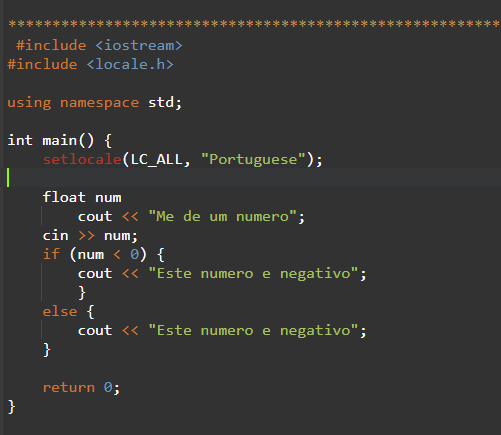 ********************************************************
#include <iostream>
#include <locale.h>
using namespace std;
int main() {
setlocale(LC_ALL, "Portuguese");
float num
cout << "Me de um numero";
cin >> num;
if (num < 0) {
cout << "Este numero e negativo";
}
else {
cout << "Este numero e negativo";
}
return 0;
}